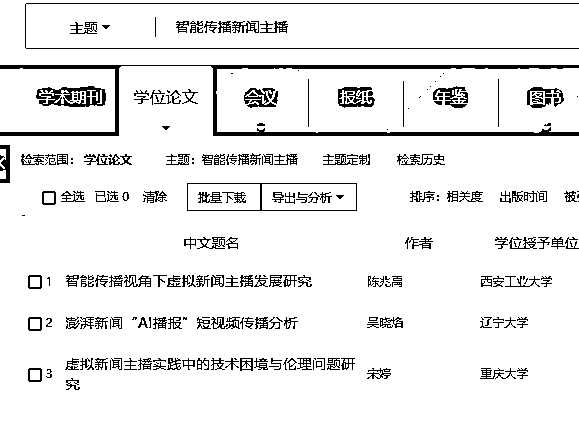 主题 智能传播新闻主播
学术期刊 学位论文 会议 报纸 年鉴 图书
检索范围：学位论文 主题：智能传播新闻主播 主题定制 检索历史
全选 已选 0 清除 批量下载 导出与分析 排序：相关度 出版时间 被引
中文题名 作者 学位授予单位
1 智能传播视角下虚拟新闻主播发展研究 陈兆禹 西安工业大学
2 澎湃新闻“AI播报”短视频传播分析 吴晓焰 辽宁大学
3 虚拟新闻主播实践中的技术困境与伦理问题研 宋婷 重庆大学
究